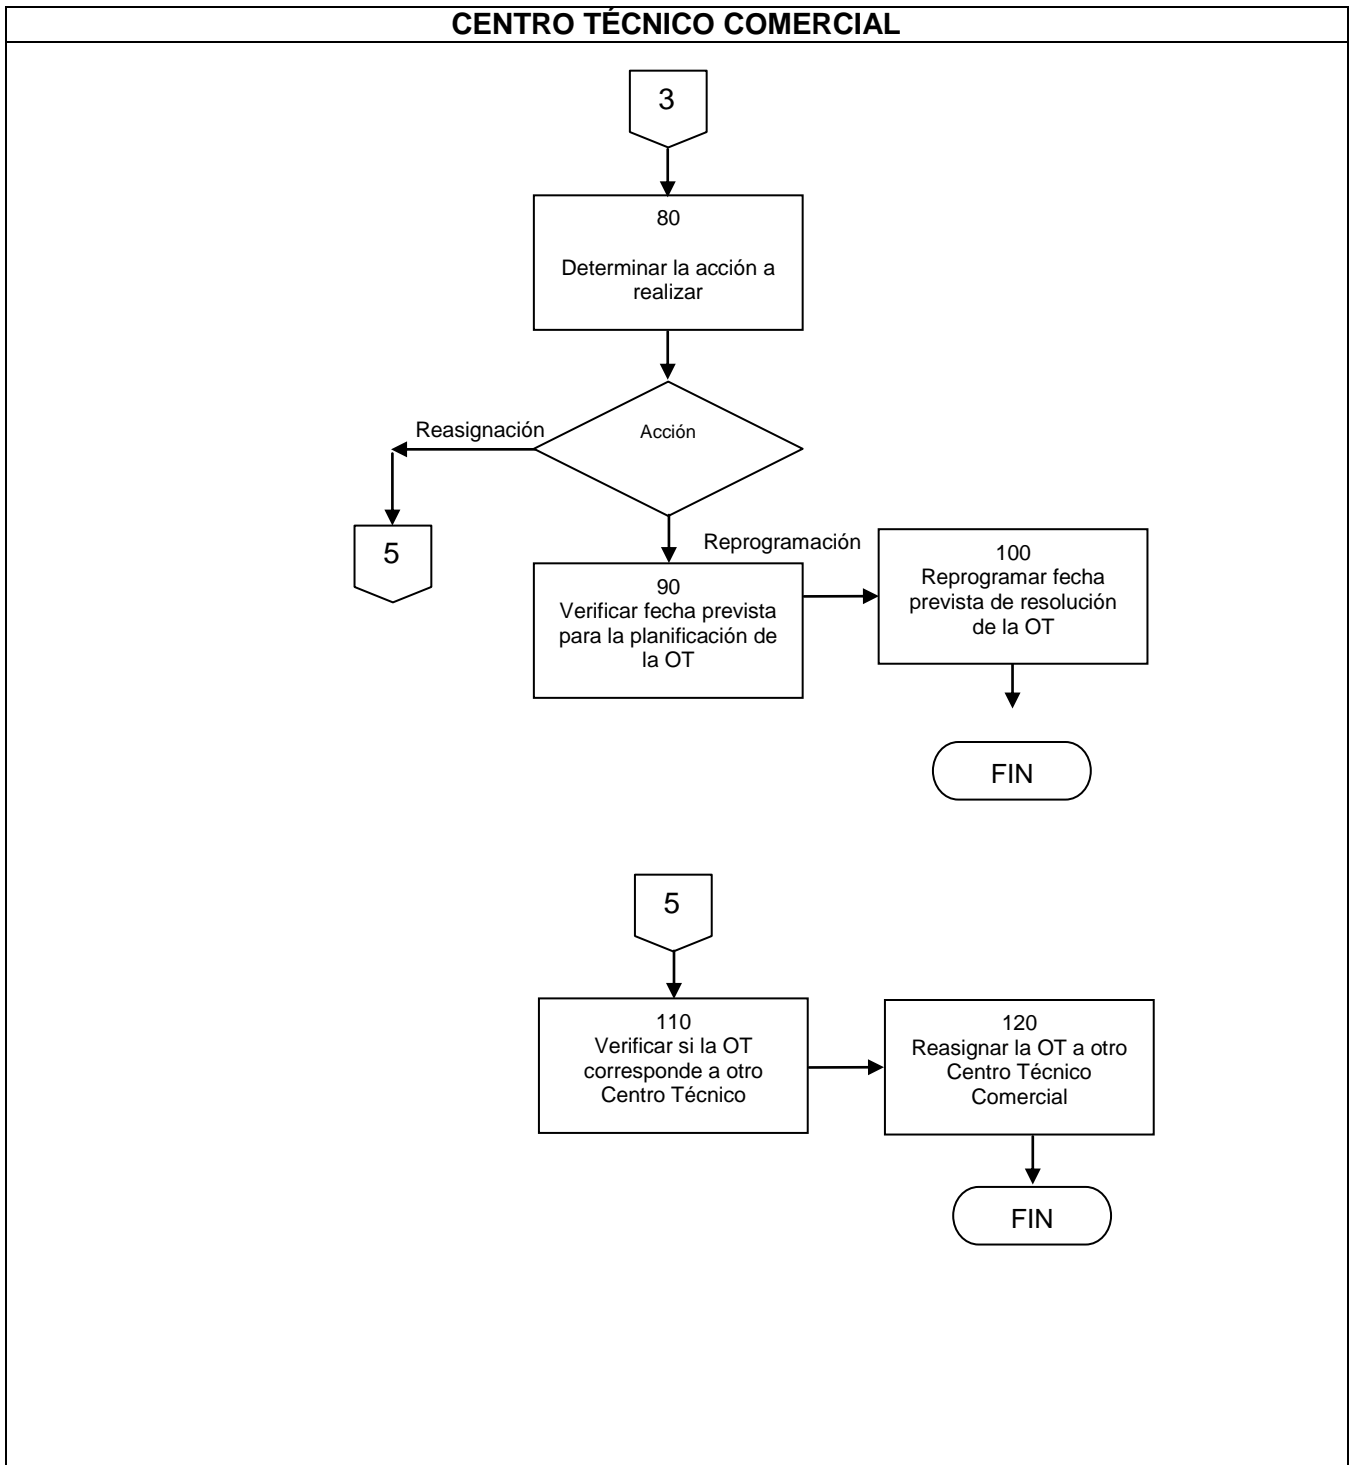 CENTRO TÉCNICO COMERCIAL
3
80
Determinar la acción a
realizar
Reasignación
Acción
5
Reprogramación
90
Verificar fecha prevista
para la planificación de
la OT
100
Reprogramar fecha
prevista de resolución
de la OT
FIN
5
110
Verificar si la OT
corresponde a otro
Centro Técnico
120
Reasignar la OT a otro
Centro Técnico
Comercial
FIN